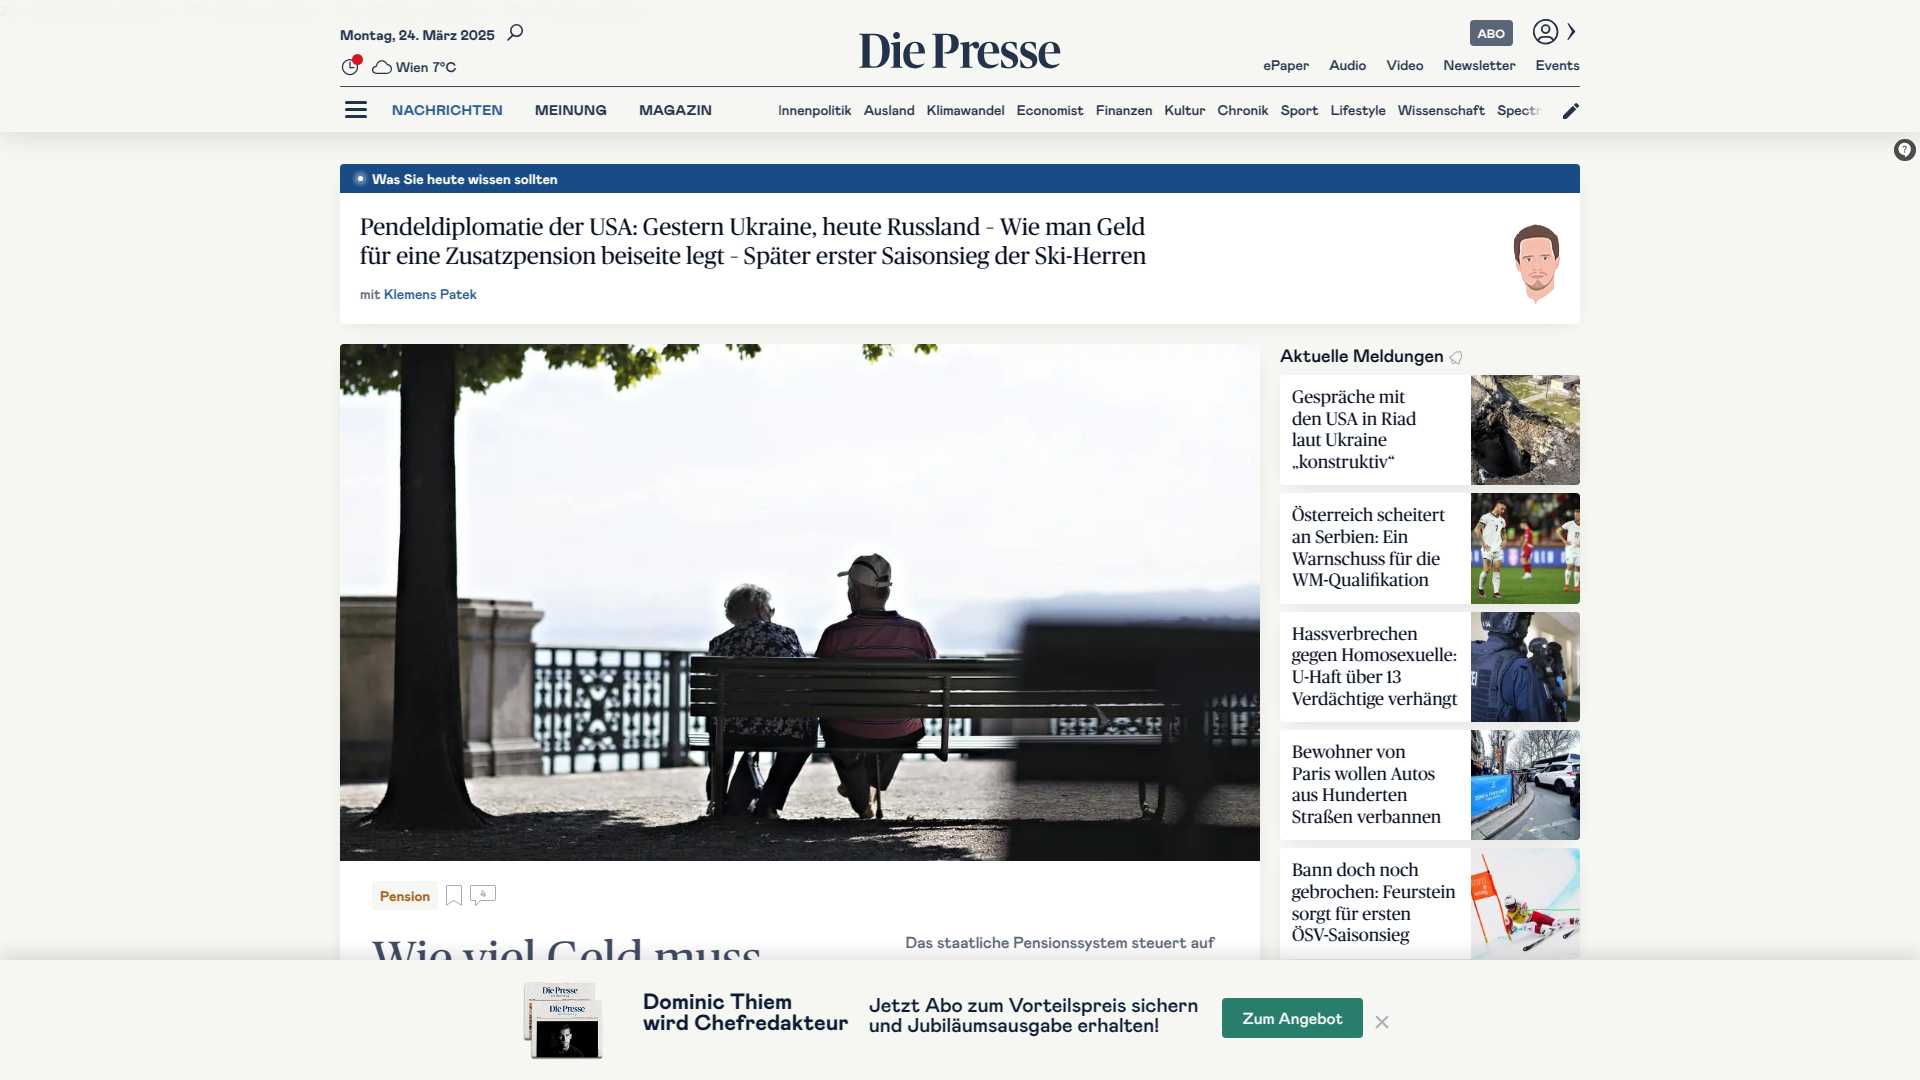 Montag, 24. März 2025
Die Presse
ABO
Wien 7°C
ePaper Audio Video Newsletter Events
NACHRICHTEN MEINUNG MAGAZIN
Innenpolitik Ausland Klimawandel Economist Finanzen Kultur Chronik Sport Lifestyle Wissenschaft Spectr
Was Sie heute wissen sollten
Pendeldiplomatie der USA: Gestern Ukraine, heute Russland – Wie man Geld
für eine Zusatzpension beiseite legt – Später erster Saisonsieg der Ski-Herren
mit Klemens Patek
Aktuelle Meldungen
Gespräche mit
den USA in Riad
laut Ukraine
„konstruktiv“
Österreich scheitert
an Serbien: Ein
Warnschuss für die
WM-Qualifikation
Hassverbrechen
gegen Homosexuelle:
U-Haft über 13
Verdächtige verhängt
Bewohner von
Paris wollen Autos
aus Hunderten
Straßen verbannen
Bann doch noch
gebrochen: Feurstein
sorgt für ersten
ÖSV-Saisonsieg
Pension
4
Wie viel Geld muss
Das staatliche Pensionssystem steuert auf
Die Presse
Die Presse
Dominic Thiem
wird Chefredakteur
Jetzt Abo zum Vorteilspreis sichern
und Jubiläumsausgabe erhalten!
Zum Angebot